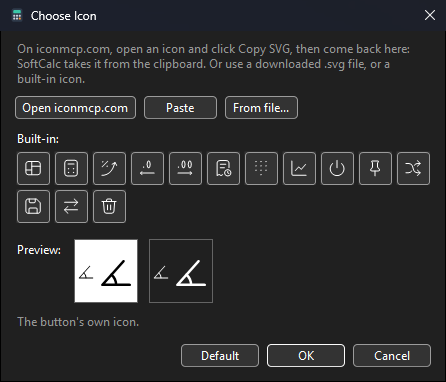 Choose Icon
On iconmcp.com, open an icon and click Copy SVG, then come back here:
SoftCalc takes it from the clipboard. Or use a downloaded .svg file, or a
built-in icon.
Open iconmcp.com Paste From file...
Built-in:
.0 .00
Preview:
The button's own icon.
Default OK Cancel